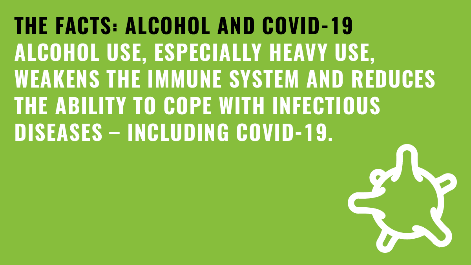 THE FACTS: ALCOHOL AND COVID-19
ALCOHOL USE, ESPECIALLY HEAVY USE,
WEAKENS THE IMMUNE SYSTEM AND REDUCES
THE ABILITY TO COPE WITH INFECTIOUS
DISEASES – INCLUDING COVID-19.